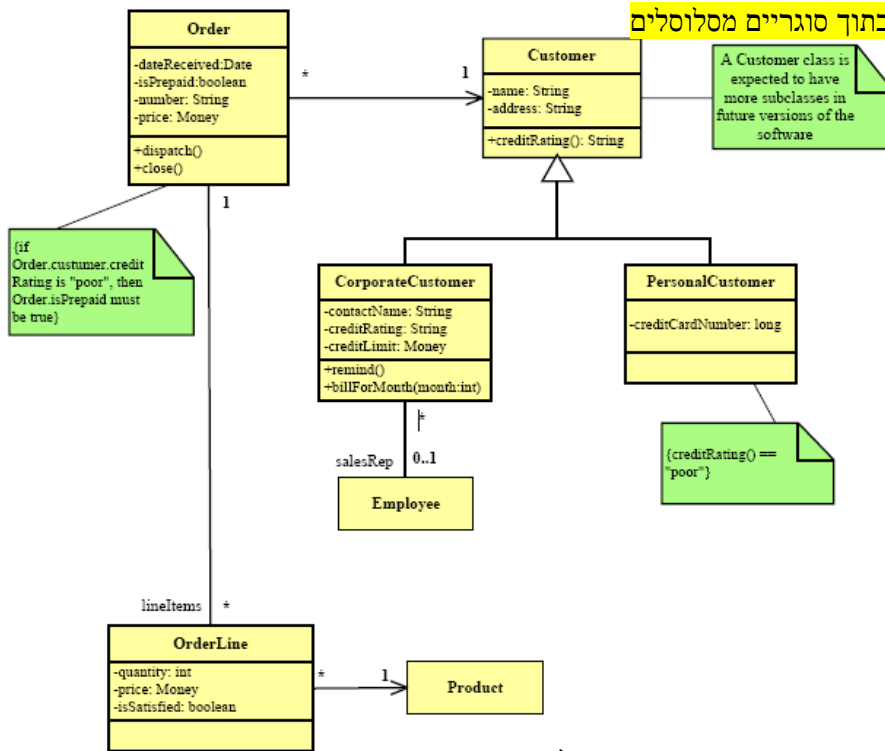 בתוך סוגריים מסלוסלים
Order
-dateReceived:Date
-isPrepaid:boolean
-number: String
-price: Money
+dispatch()
+close()
*
1
Customer
-name: String
-address: String
+creditRating(): String
A Customer class is
expected to have
more subclasses in
future versions of the
software
1
{if
Order.custumer.credit
Rating is "poor", then
Order.isPrepaid must
be true}
CorporateCustomer
-contactName: String
-creditRating: String
-creditLimit: Money
+remind()
+billForMonth(month:int)
PersonalCustomer
-creditCardNumber: long
*
salesRep
0..1
Employee
{creditRating() ==
"poor"}
lineItems
*
OrderLine
-quantity: int
-price: Money
-isSatisfied: boolean
*
1
Product